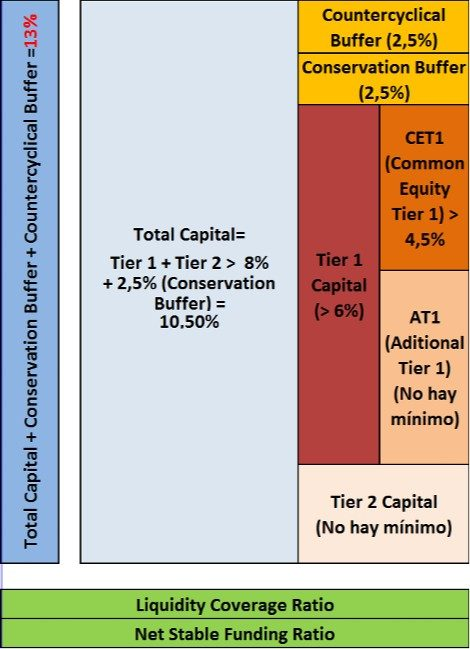 Total Capital + Conservation Buffer + Countercyclical Buffer =13%
Total Capital=
Tier 1 + Tier 2 > 8%
+ 2,5% (Conservation
Buffer) =
10,50%
Countercyclical
Buffer (2,5%)
Conservation Buffer
(2,5%)
Tier 1
Capital
(> 6%)
CET1
(Common
Equity
Tier 1) >
4,5%
AT1
(Aditional
Tier 1)
(No hay
mínimo)
Tier 2 Capital
(No hay mínimo)
Liquidity Coverage Ratio
Net Stable Funding Ratio